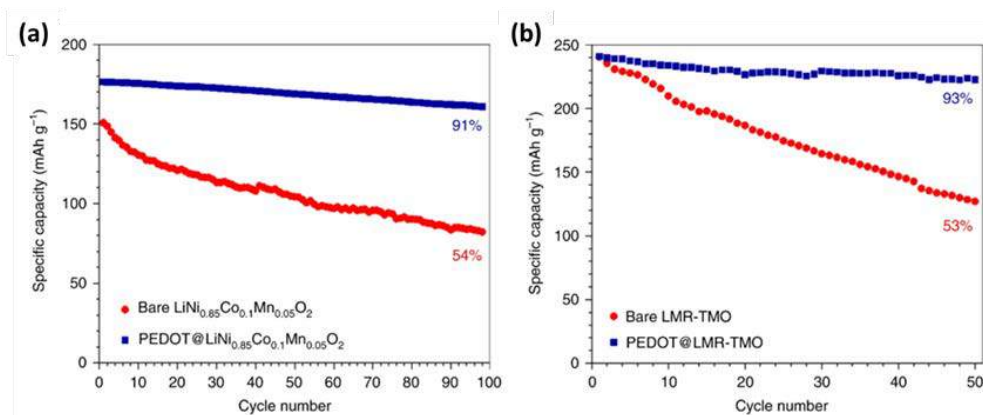 (a)
200
150
100
50
0
Specific capacity (mAh g⁻¹)
91%
54%
Bare LiNi₀.₈₅Co₀.₁Mn₀.₀₅O₂
PEDOT@LiNi₀.₈₅Co₀.₁Mn₀.₀₅O₂
0 10 20 30 40 50 60 70 80 90 100
Cycle number
(b)
250
200
150
100
50
0
Specific capacity (mAh g⁻¹)
93%
53%
Bare LMR-TMO
PEDOT@LMR-TMO
0 10 20 30 40 50
Cycle number